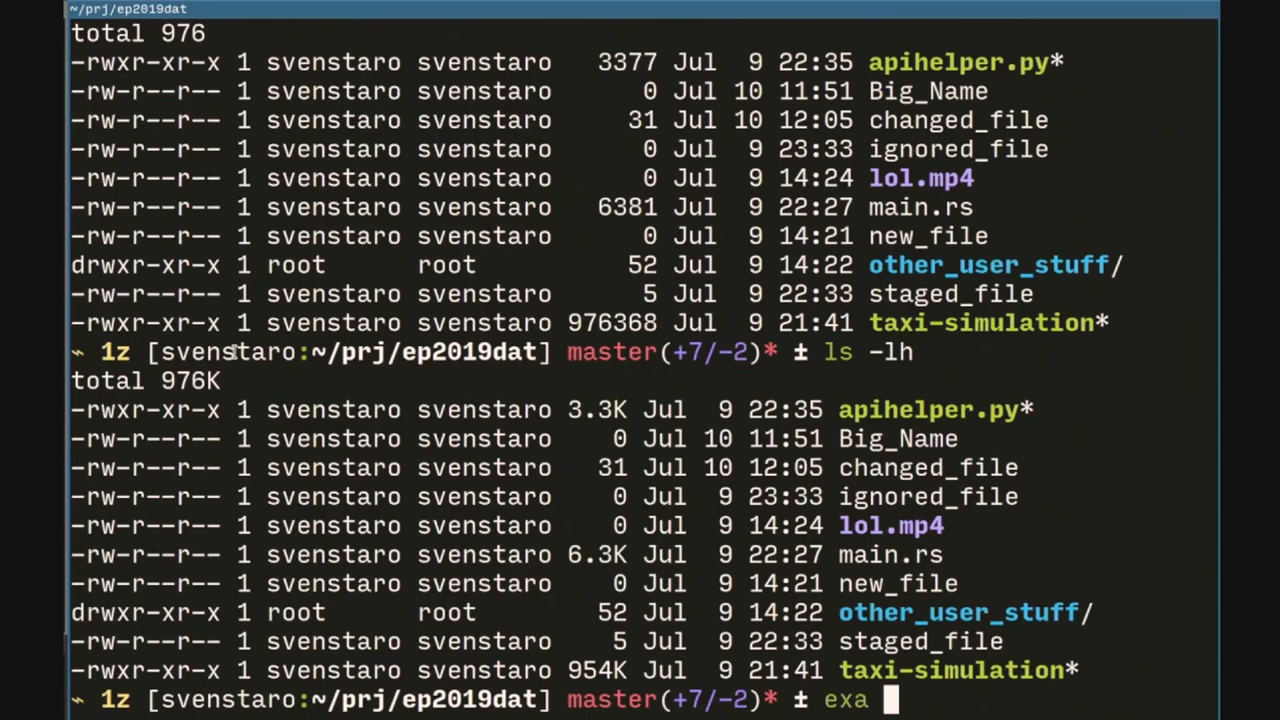 ~/prj/ep2019dat
total 976
-rwxr-xr-x 1 svenstaro svenstaro   3377 Jul  9 22:35 apihelper.py*
-rw-r--r-- 1 svenstaro svenstaro      0 Jul 10 11:51 Big_Name
-rw-r--r-- 1 svenstaro svenstaro     31 Jul 10 12:05 changed_file
-rw-r--r-- 1 svenstaro svenstaro      0 Jul  9 23:33 ignored_file
-rw-r--r-- 1 svenstaro svenstaro      0 Jul  9 14:24 lol.mp4
-rw-r--r-- 1 svenstaro svenstaro   6381 Jul  9 22:27 main.rs
-rw-r--r-- 1 svenstaro svenstaro      0 Jul  9 14:21 new_file
drwxr-xr-x 1 root      root          52 Jul  9 14:22 other_user_stuff/
-rw-r--r-- 1 svenstaro svenstaro      5 Jul  9 22:33 staged_file
-rwxr-xr-x 1 svenstaro svenstaro 976368 Jul  9 21:41 taxi-simulation*
~ 1z [svenstaro:~/prj/ep2019dat] master(+7/-2)* ± ls -lh
total 976K
-rwxr-xr-x 1 svenstaro svenstaro 3.3K Jul  9 22:35 apihelper.py*
-rw-r--r-- 1 svenstaro svenstaro    0 Jul 10 11:51 Big_Name
-rw-r--r-- 1 svenstaro svenstaro   31 Jul 10 12:05 changed_file
-rw-r--r-- 1 svenstaro svenstaro    0 Jul  9 23:33 ignored_file
-rw-r--r-- 1 svenstaro svenstaro    0 Jul  9 14:24 lol.mp4
-rw-r--r-- 1 svenstaro svenstaro 6.3K Jul  9 22:27 main.rs
-rw-r--r-- 1 svenstaro svenstaro    0 Jul  9 14:21 new_file
drwxr-xr-x 1 root      root        52 Jul  9 14:22 other_user_stuff/
-rw-r--r-- 1 svenstaro svenstaro    5 Jul  9 22:33 staged_file
-rwxr-xr-x 1 svenstaro svenstaro 954K Jul  9 21:41 taxi-simulation*
~ 1z [svenstaro:~/prj/ep2019dat] master(+7/-2)* ± exa